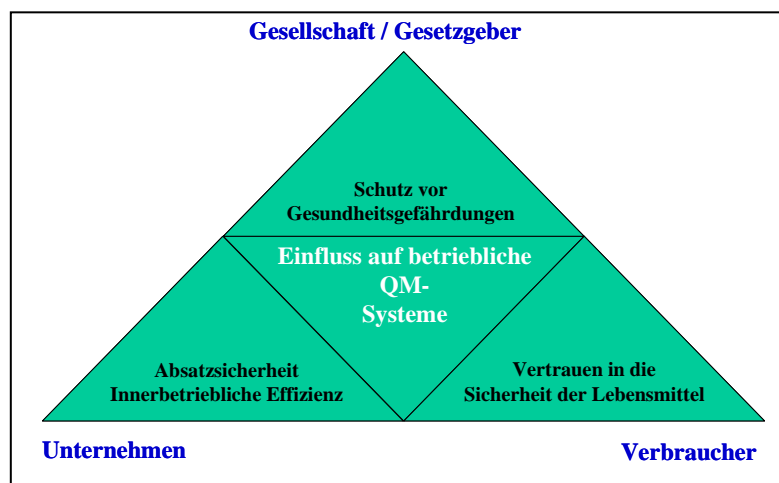 Gesellschaft / Gesetzgeber
Schutz vor
Gesundheitsgefährdungen
Einfluss auf betriebliche
QM-
Systeme
Absatzsicherheit
Innerbetriebliche Effizienz
Vertrauen in die
Sicherheit der Lebensmittel
Unternehmen
Verbraucher